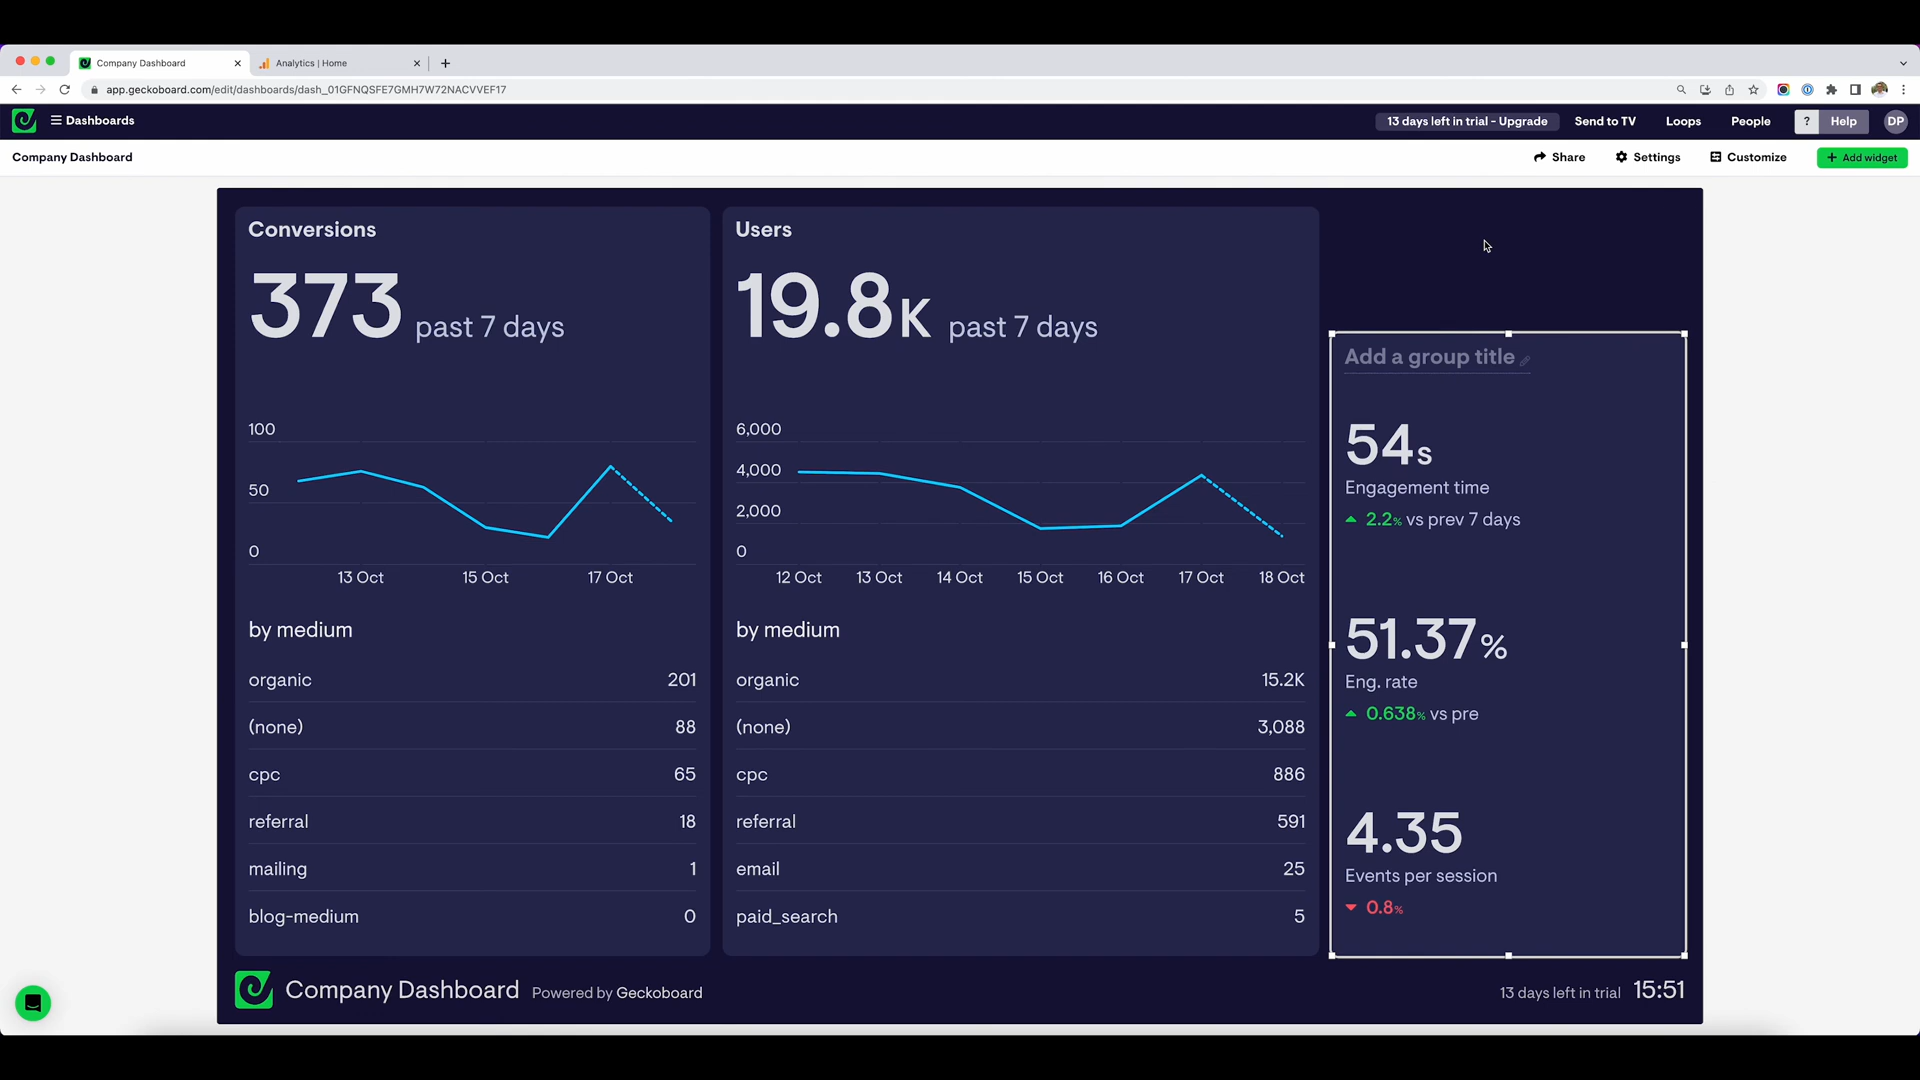 Company Dashboard
Analytics | Home
app.geckoboard.com/edit/dashboards/dash_01GFNQSFE7GMH7W72NACVVEF17
Dashboards
13 days left in trial - Upgrade
Send to TV
Loops
People
? Help
DP
Company Dashboard
Share
Settings
Customize
+ Add widget
Conversions
373 past 7 days
100
50
0
13 Oct 15 Oct 17 Oct
by medium
organic 201
(none) 88
cpc 65
referral 18
mailing 1
blog-medium 0
Users
19.8K past 7 days
6,000
4,000
2,000
0
12 Oct 13 Oct 14 Oct 15 Oct 16 Oct 17 Oct 18 Oct
by medium
organic 15.2K
(none) 3,088
cpc 886
referral 591
email 25
paid_search 5
Add a group title
54s
Engagement time
2.2% vs prev 7 days
51.37%
Eng. rate
0.638% vs pre
4.35
Events per session
0.8%
Company Dashboard Powered by Geckoboard
13 days left in trial 15:51